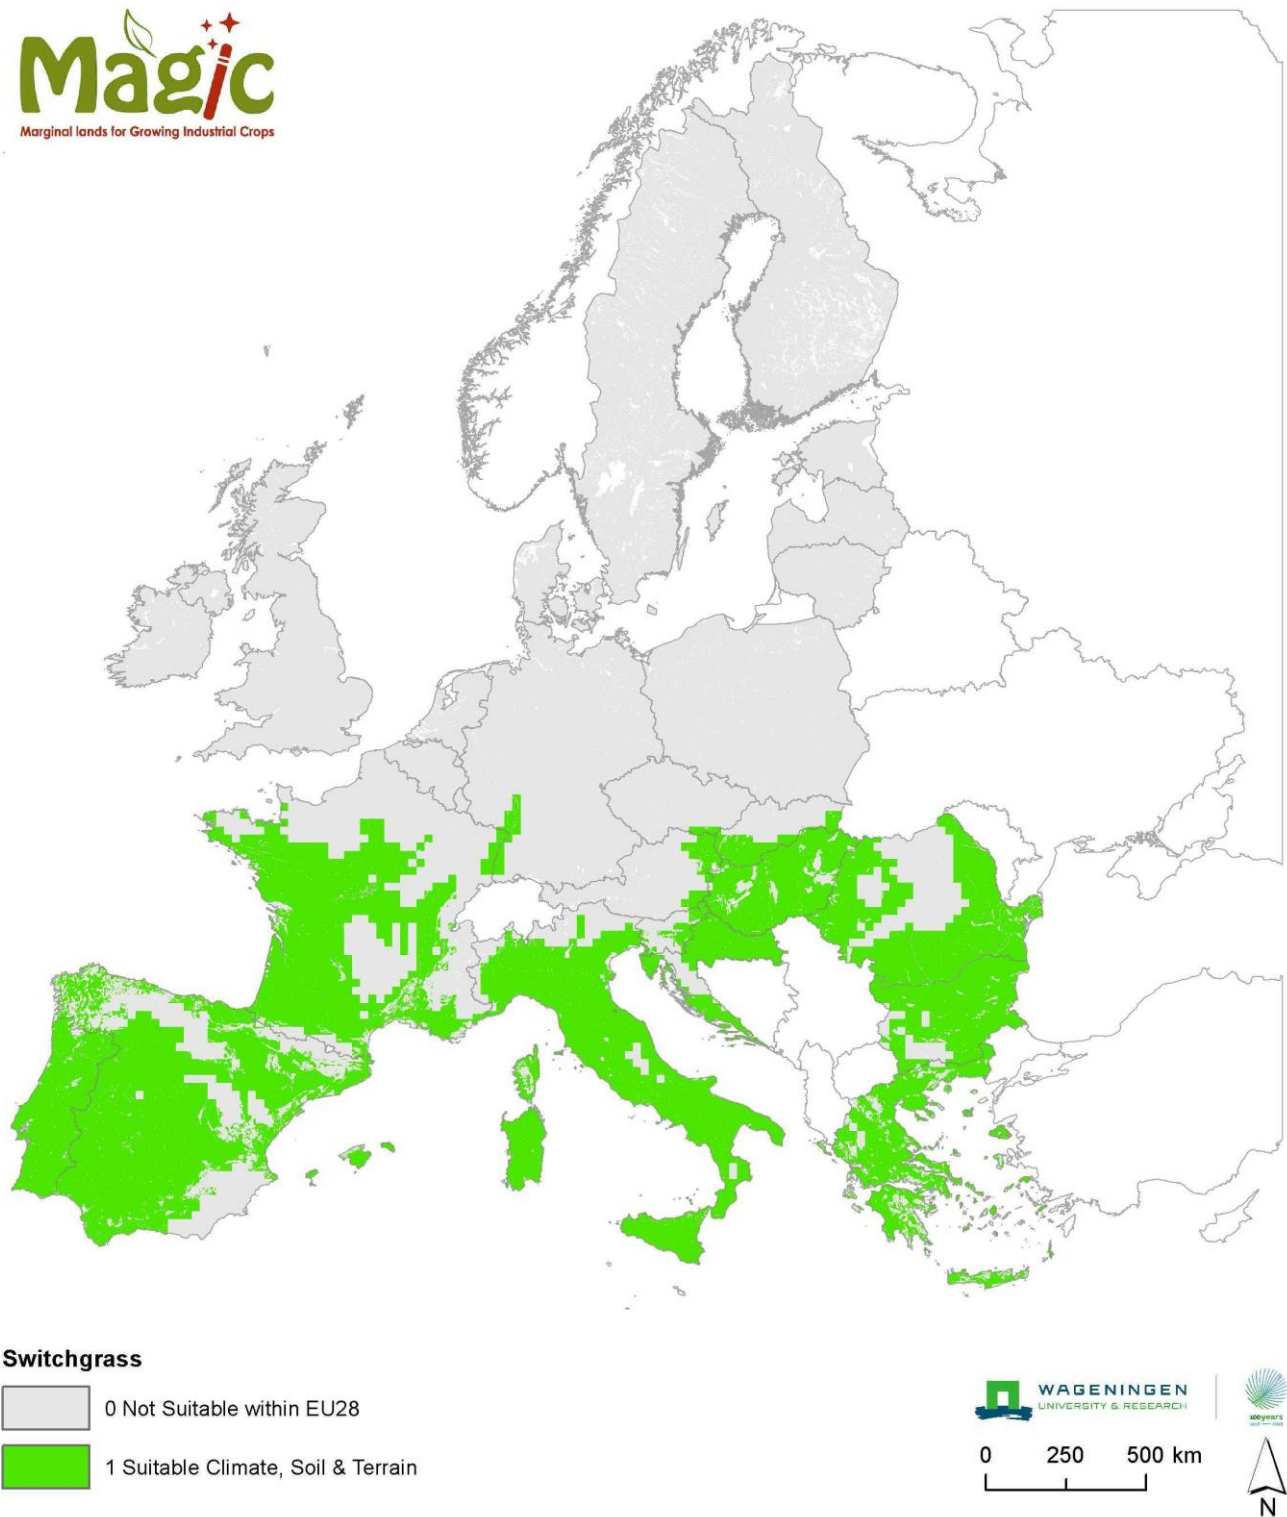 Magic
Marginal lands for Growing Industrial Crops
Switchgrass
0 Not Suitable within EU28
1 Suitable Climate, Soil & Terrain
WAGENINGEN
UNIVERSITY & RESEARCH
100years
0 250 500 km
N